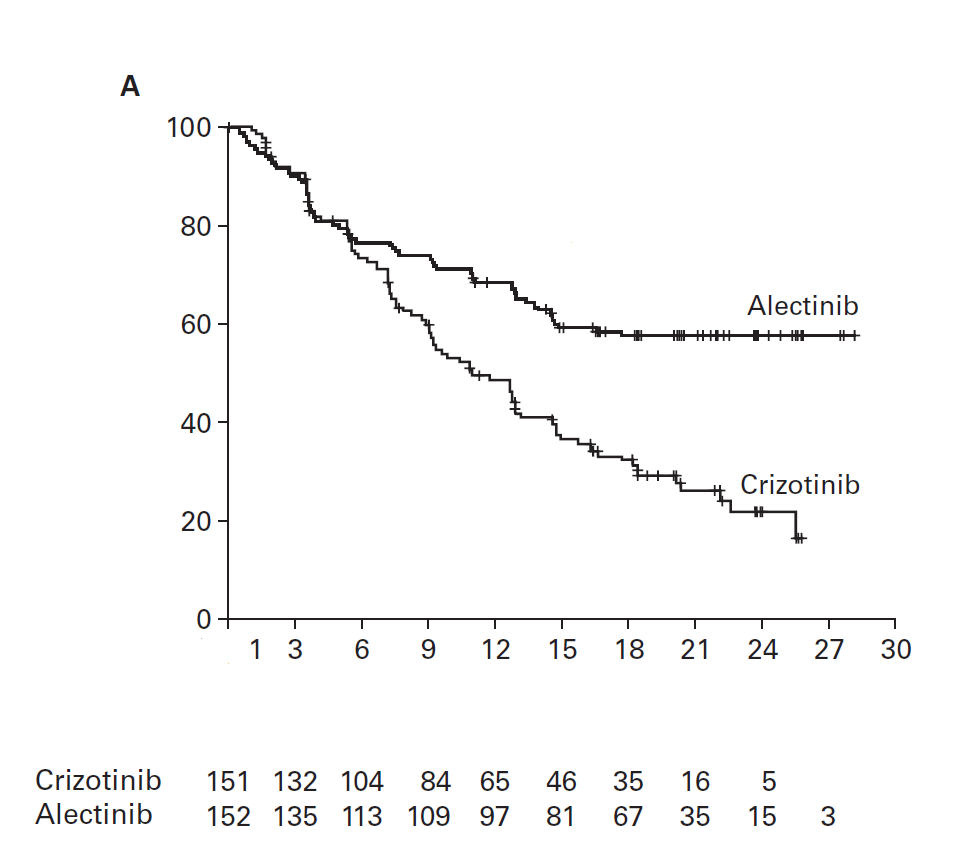 A
100
80
Alectinib
60
40
Crizotinib
20
0
1 3 6 9 12 15 18 21 24 27 30
Crizotinib 151 132 104 84 65 46 35 16 5
Alectinib 152 135 113 109 97 81 67 35 15 3